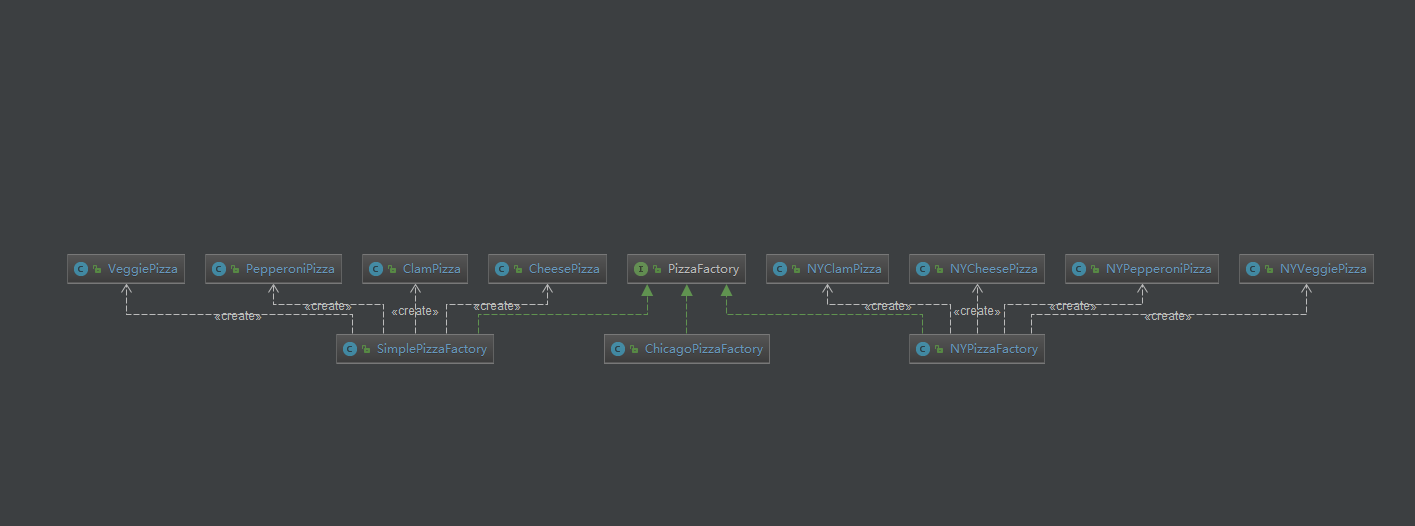 VeggiePizza
PepperoniPizza
ClamPizza
CheesePizza
PizzaFactory
NYClamPizza
NYCheesePizza
NYPepperoniPizza
NYVeggiePizza
«create»
«create»
«create»
«create»
«create»
«create»
«create»
«create»
SimplePizzaFactory
ChicagoPizzaFactory
NYPizzaFactory